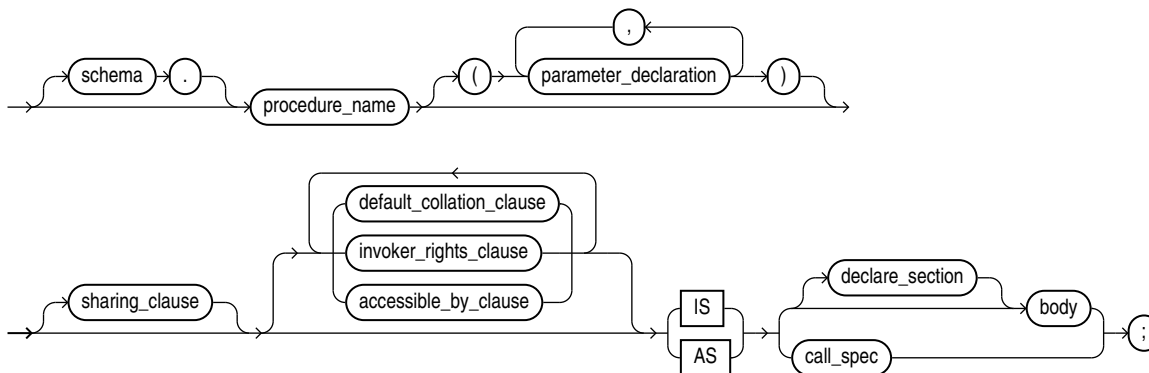 ,
schema . ( parameter_declaration )
procedure_name
default_collation_clause
invoker_rights_clause
declare_section
sharing_clause accessible_by_clause IS body
AS call_spec ;